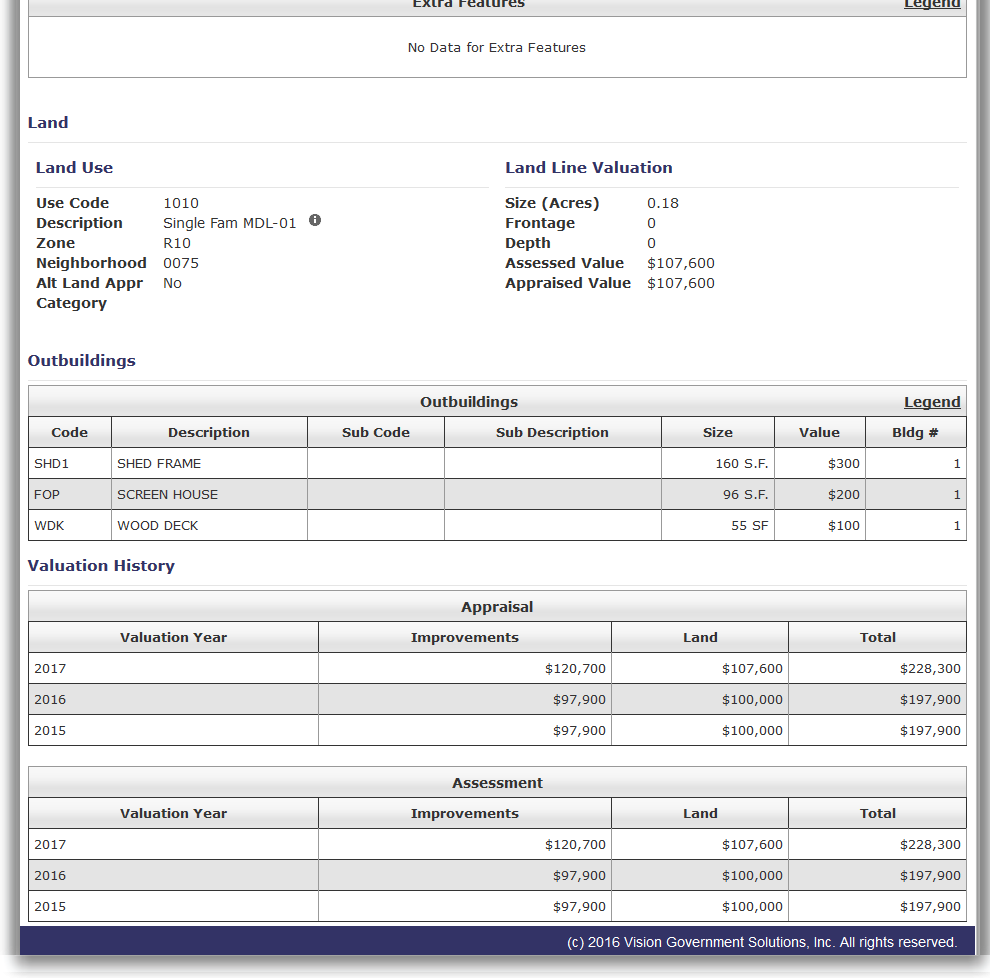 Extra Features Legend
No Data for Extra Features
Land
Land Use
Use Code 1010
Description Single Fam MDL-01
Zone R10
Neighborhood 0075
Alt Land Appr No
Category
Land Line Valuation
Size (Acres) 0.18
Frontage 0
Depth 0
Assessed Value $107,600
Appraised Value $107,600
Outbuildings
Outbuildings Legend
Code Description Sub Code Sub Description Size Value Bldg #
SHD1 SHED FRAME 160 S.F. $300 1
FOP SCREEN HOUSE 96 S.F. $200 1
WDK WOOD DECK 55 SF $100 1
Valuation History
Appraisal
Valuation Year Improvements Land Total
2017 $120,700 $107,600 $228,300
2016 $97,900 $100,000 $197,900
2015 $97,900 $100,000 $197,900
Assessment
Valuation Year Improvements Land Total
2017 $120,700 $107,600 $228,300
2016 $97,900 $100,000 $197,900
2015 $97,900 $100,000 $197,900
(c) 2016 Vision Government Solutions, Inc. All rights reserved.